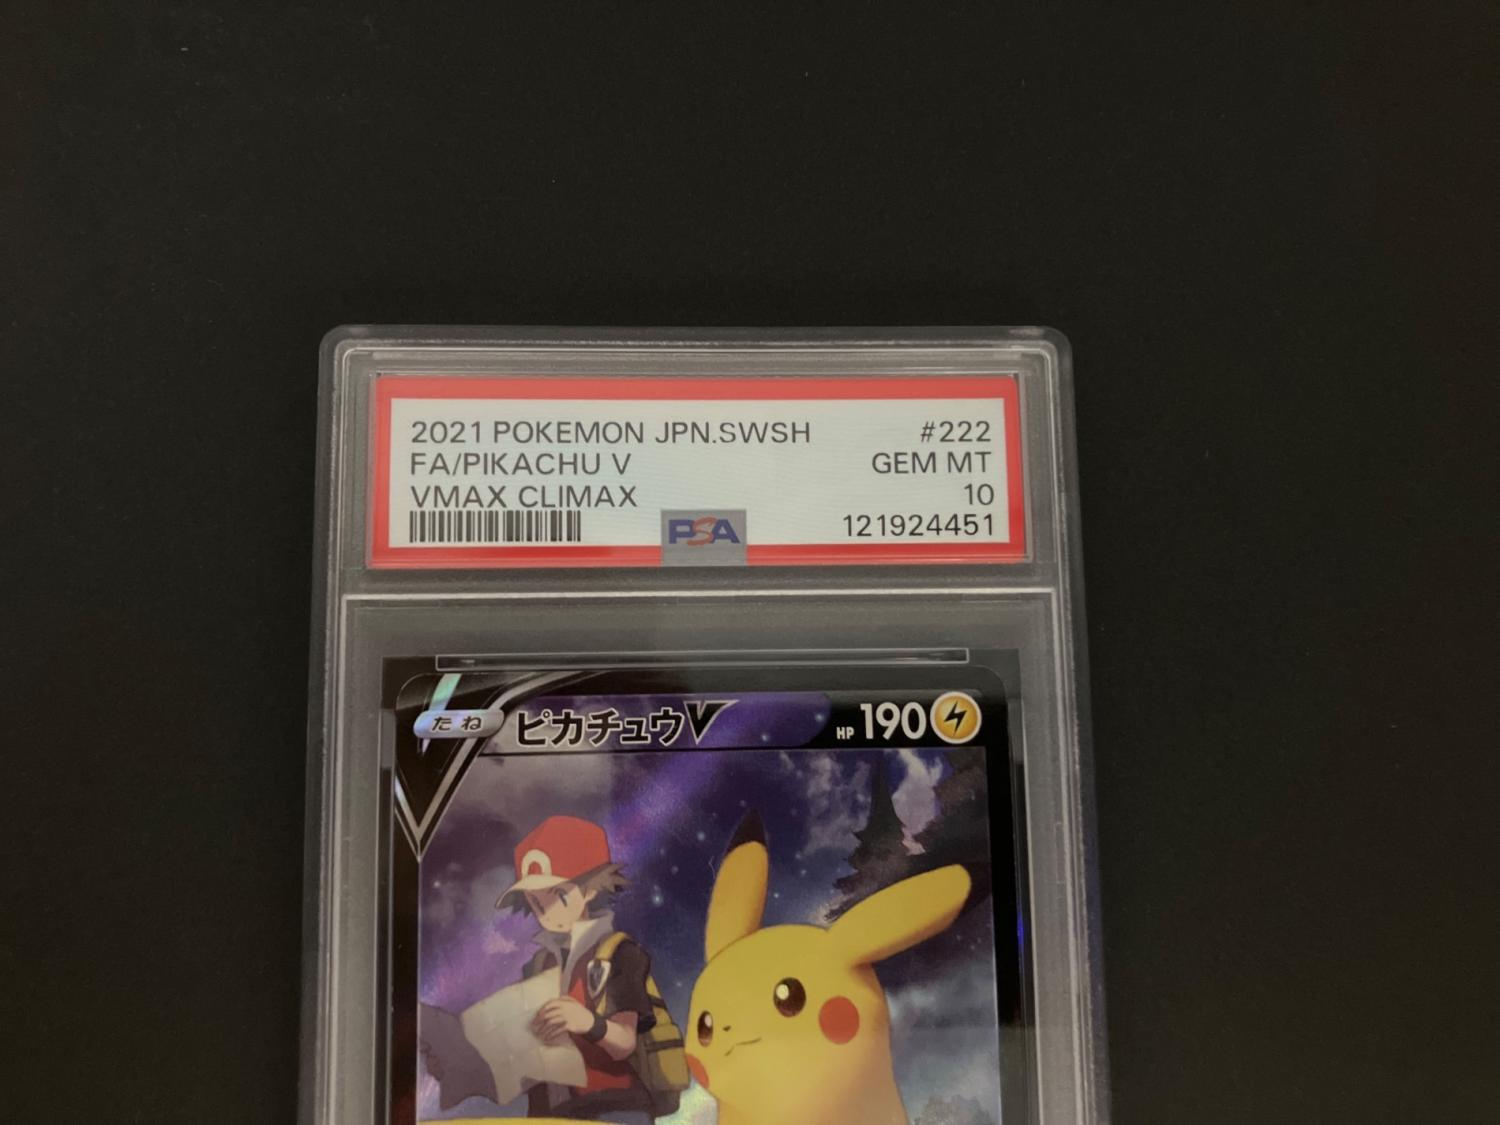 2021 POKEMON JPN.SWSH #222
FA/PIKACHU V GEM MT
VMAX CLIMAX 10
PSA 121924451
たね ピカチュウV HP 190